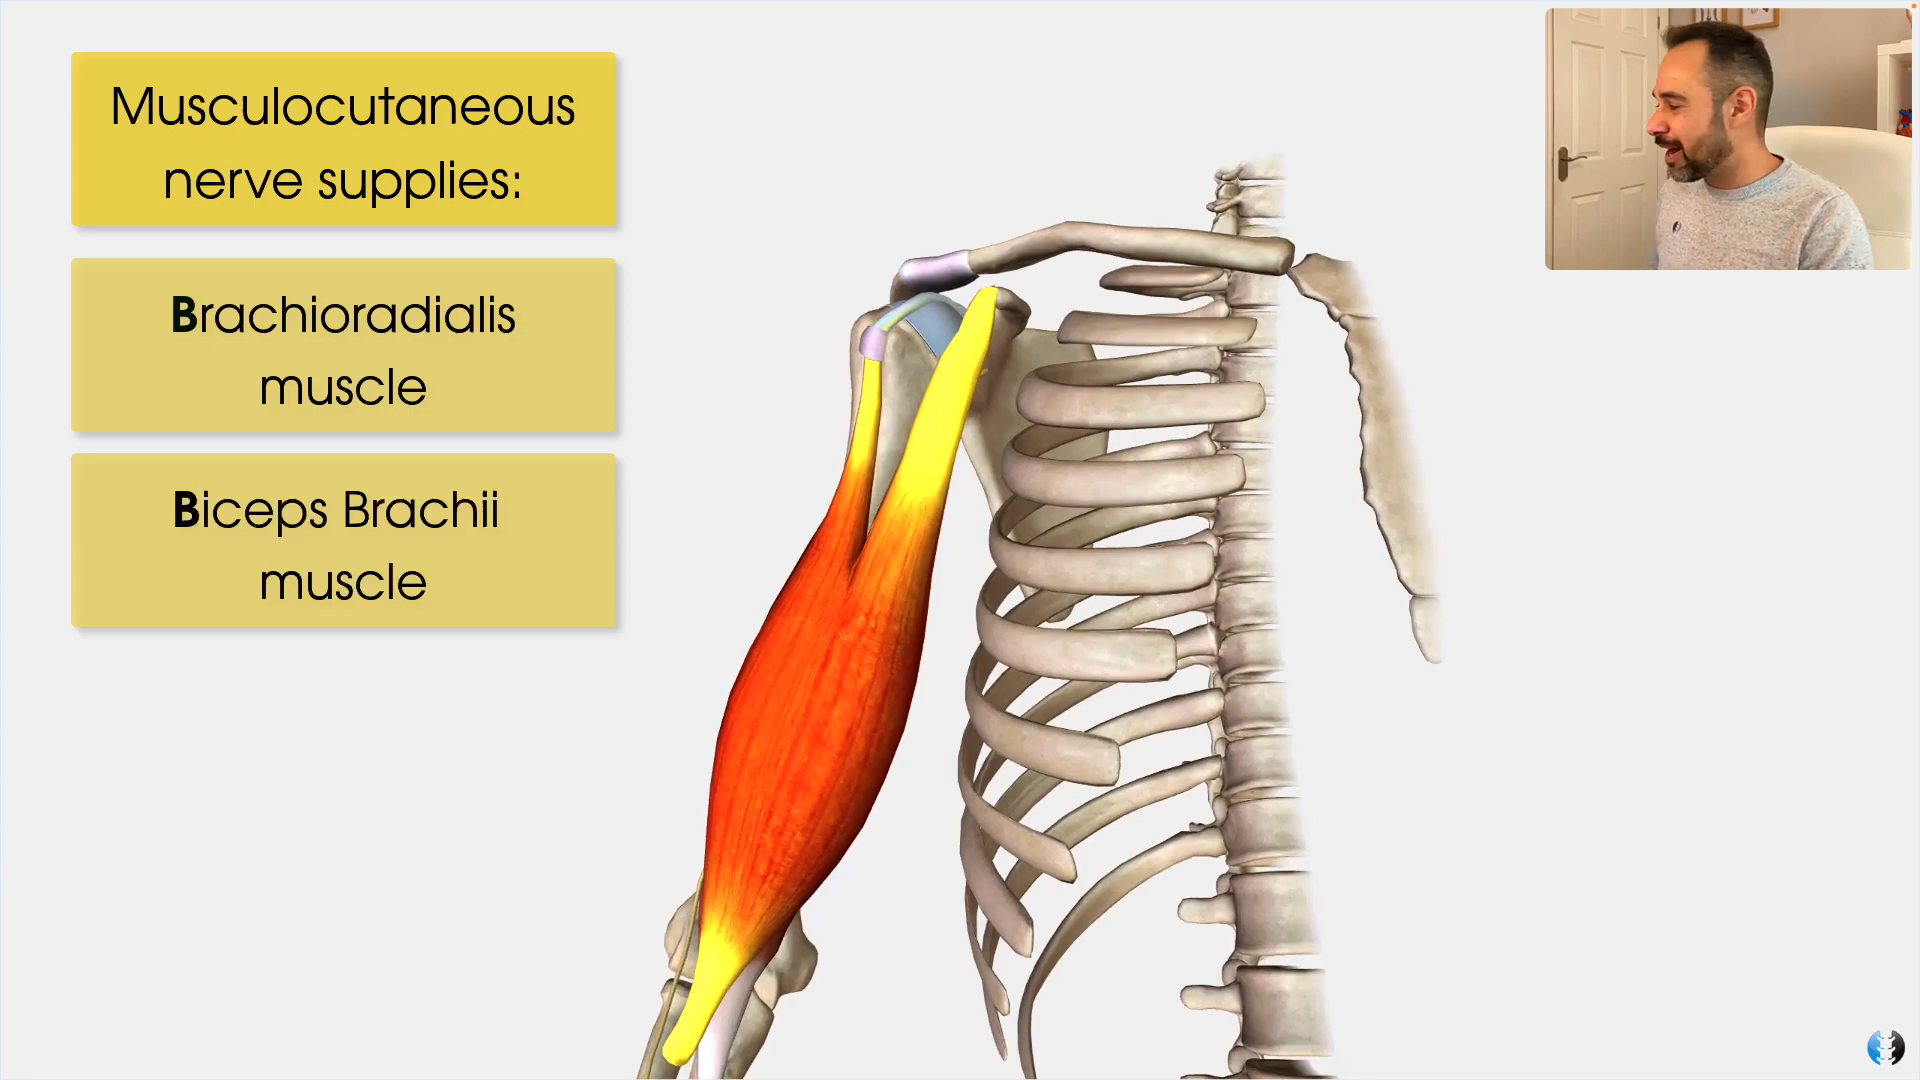 Musculocutaneous
nerve supplies:
Brachioradialis
muscle
Biceps Brachii
muscle